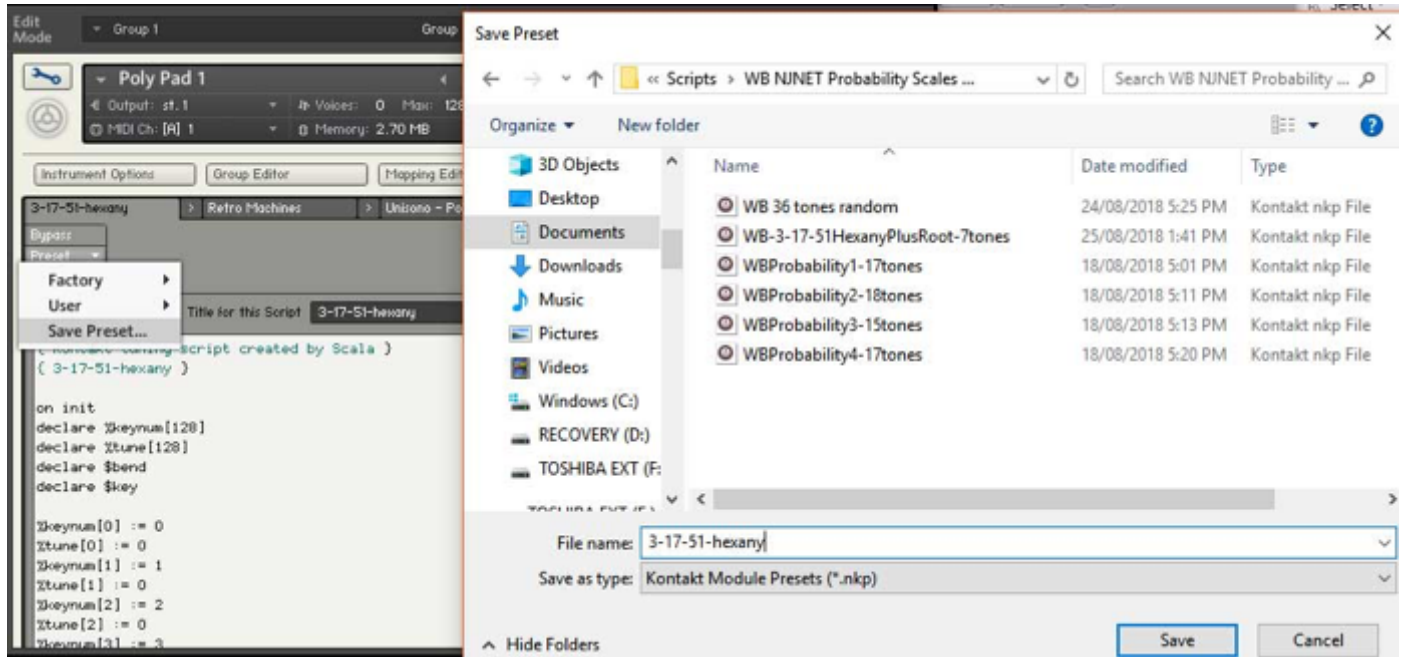 Edit
Mode
Group 1
Group
Poly Pad 1
Output: st.1
Voices: 0 Max: 128
MIDI Ch: [A] 1
Memory: 2.70 MB
Instrument Options
Group Editor
Mapping Edit
3-17-51-hexany
> Retro Machines
> Unisono - Po
Bypass
Preset
Factory
User
Save Preset...
Title for this Script
3-17-51-hexany
( Kontakt tuning script created by Scala )
( 3-17-51-hexany )
on init
declare %keynum[128]
declare %tune[128]
declare $bend
declare $key
%keynum[0] := 0
%tune[0] := 0
%keynum[1] := 1
%tune[1] := 0
%keynum[2] := 2
%tune[2] := 0
%keynum[3] := 3
Select
Save Preset
« Scripts > WB NJNET Probability Scales ...
Search WB NJNET Probability ...
Organize
New folder
3D Objects
Desktop
Documents
Downloads
Music
Pictures
Videos
Windows (C:)
RECOVERY (D:)
TOSHIBA EXT (F:
Name
Date modified
Type
WB 36 tones random
24/08/2018 5:25 PM
Kontakt nkp File
WB-3-17-51HexanyPlusRoot-7tones
25/08/2018 1:41 PM
Kontakt nkp File
WBProbability1-17tones
18/08/2018 5:01 PM
Kontakt nkp File
WBProbability2-18tones
18/08/2018 5:11 PM
Kontakt nkp File
WBProbability3-15tones
18/08/2018 5:13 PM
Kontakt nkp File
WBProbability4-17tones
18/08/2018 5:20 PM
Kontakt nkp File
File name: 3-17-51-hexany
Save as type: Kontakt Module Presets (*.nkp)
Hide Folders
Save
Cancel